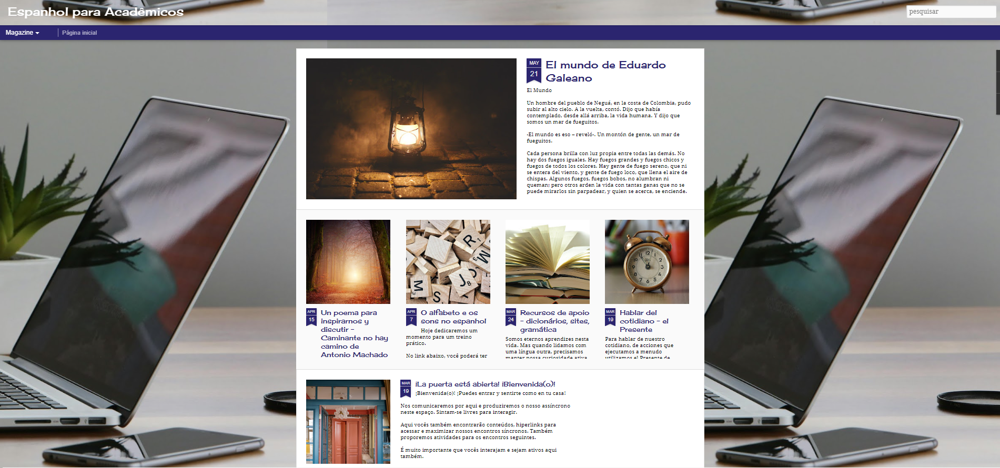 Espanhol para Acadêmicos
pesquisar
Magazine
Página inicial
MAY
21
El mundo de Eduardo
Galeano
El Mundo
Un hombre del pueblo de Neguá, en la costa de Colombia, pudo
subir al alto cielo. A la vuelta, contó. Dijo que había
contemplado, desde allá arriba, la vida humana. Y dijo que
somos un mar de fueguitos.
-El mundo es eso – reveló-. Un montón de gente, un mar de
fueguitos.
Cada persona brilla con luz propia entre todas las demás. No
hay dos fuegos iguales. Hay fuegos grandes y fuegos chicos y
fuegos de todos los colores. Hay gente de fuego sereno, que ni
se entera del viento, y gente de fuego loco, que llena el aire de
chispas. Algunos fuegos, fuegos bobos, no alumbran ni
queman; pero otros arden la vida con tantas ganas que no se
puede mirarlos sin parpadear, y quien se acerca, se enciende.
APR
15
Un poema para
inspirarnos y
discutir -
Caminante no hay
camino de
Antonio Machado
APR
7
O alfabeto e os
sons no espanhol
Hoje dedicaremos um
momento para um treino
prático.
No link abaixo, você poderá ter
MAR
24
Recursos de apoio
- dicionários, sites,
gramática
Somos eternos aprendizes nesta
vida. Mas quando lidamos com
uma língua outra, precisamos
manter nossa curiosidade ativa
MAR
19
Hablar del
cotidiano - el
Presente
Para hablar de nuestro
cotidiano, de acciones que
ejecutamos a menudo
utilizamos el Presente de
MAR
19
¡La puerta está abierta! ¡Bienvenida(o)!
¡Bienvenida(o)! ¡Puedes entrar y sentirte como en tu casa!
Nos comunicaremos por aqui e produziremos o nosso assíncrono
neste espaço. Sintam-se livres para interagir.
Aqui vocês também encontrarão conteúdos, hiperlinks para
acessar e maximizar nossos encontros síncronos. Também
proporemos atividades para os encontros seguintes.
É muito importante que vocês interajam e sejam ativos aqui
também.